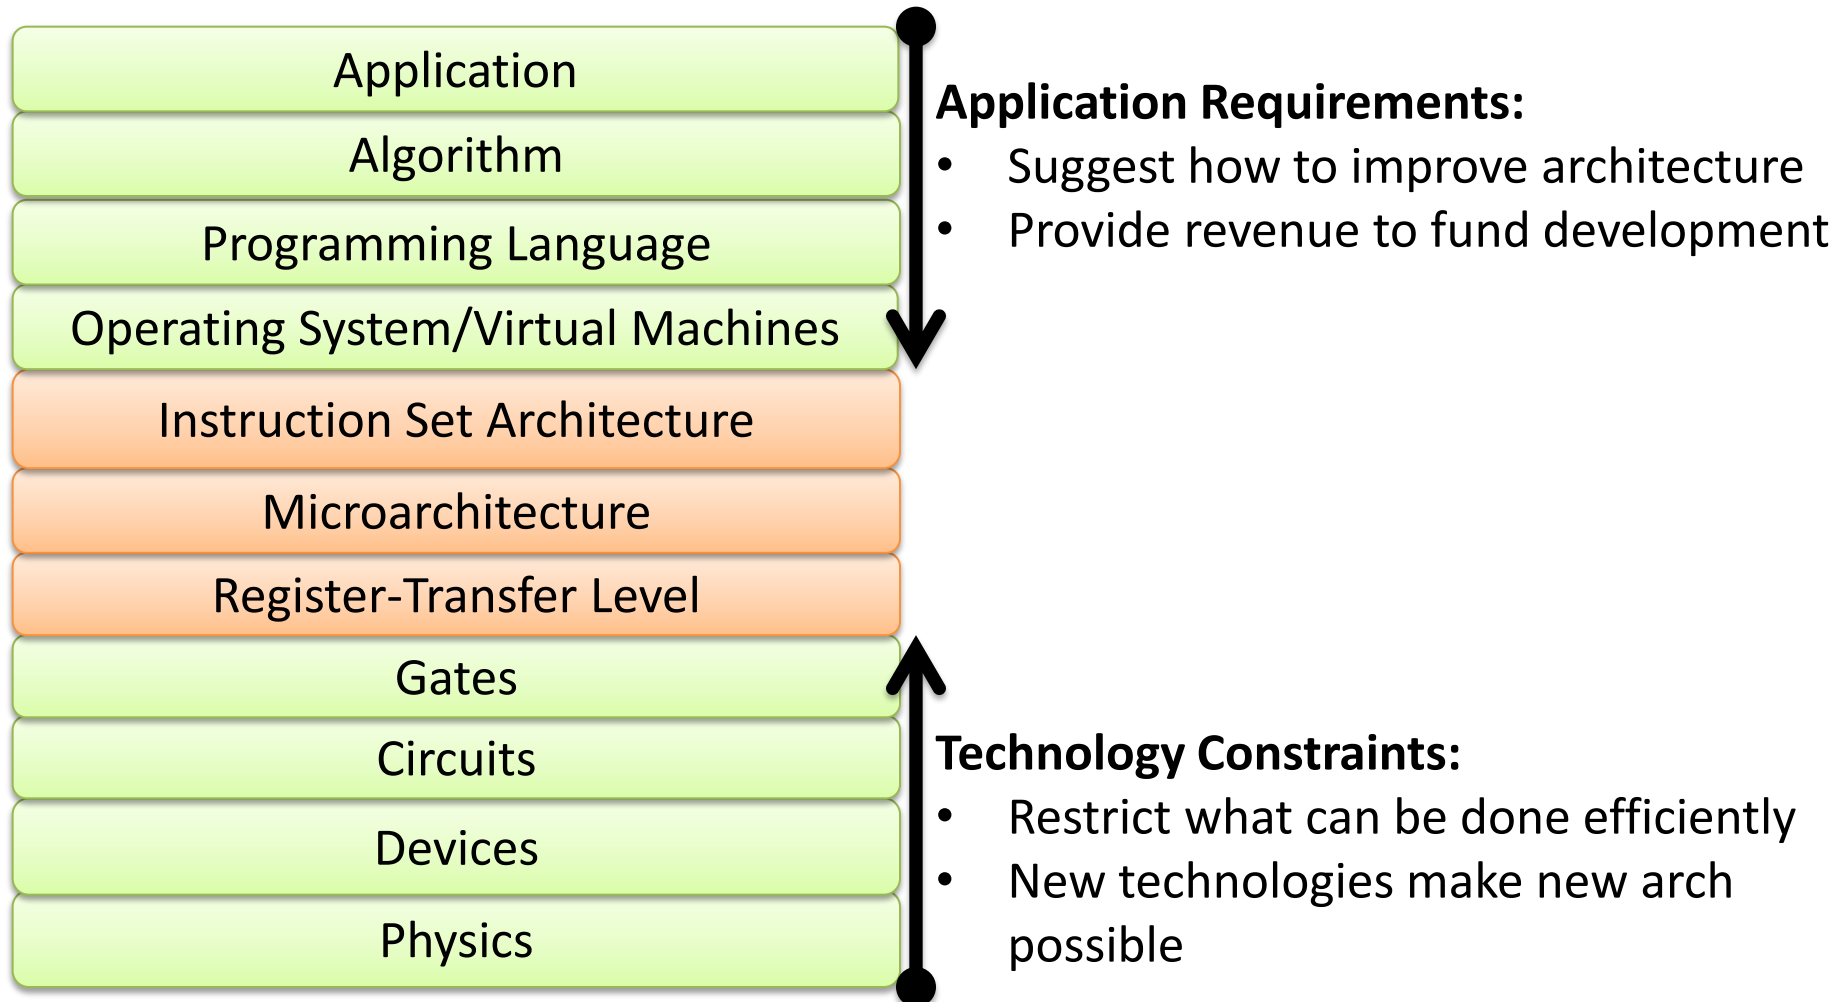 Application
Algorithm
Programming Language
Operating System/Virtual Machines
Instruction Set Architecture
Microarchitecture
Register-Transfer Level
Gates
Circuits
Devices
Physics
Application Requirements:
• Suggest how to improve architecture
• Provide revenue to fund development
Technology Constraints:
• Restrict what can be done efficiently
• New technologies make new arch
possible